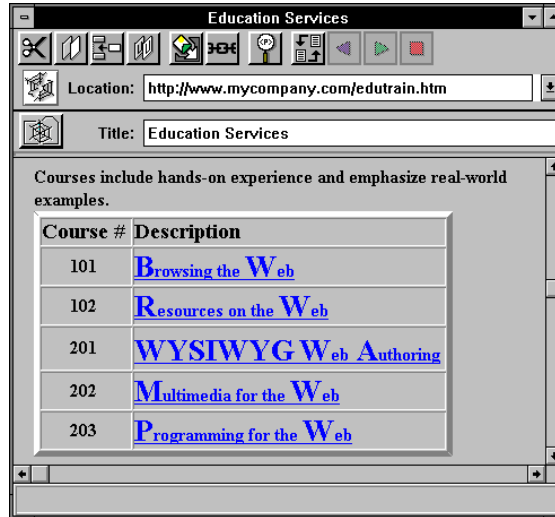 Education Services
Location: http://www.mycompany.com/edutrain.htm
Title: Education Services
Courses include hands-on experience and emphasize real-world
examples.
Course # Description
101 Browsing the Web
102 Resources on the Web
201 WYSIWYG Web Authoring
202 Multimedia for the Web
203 Programming for the Web